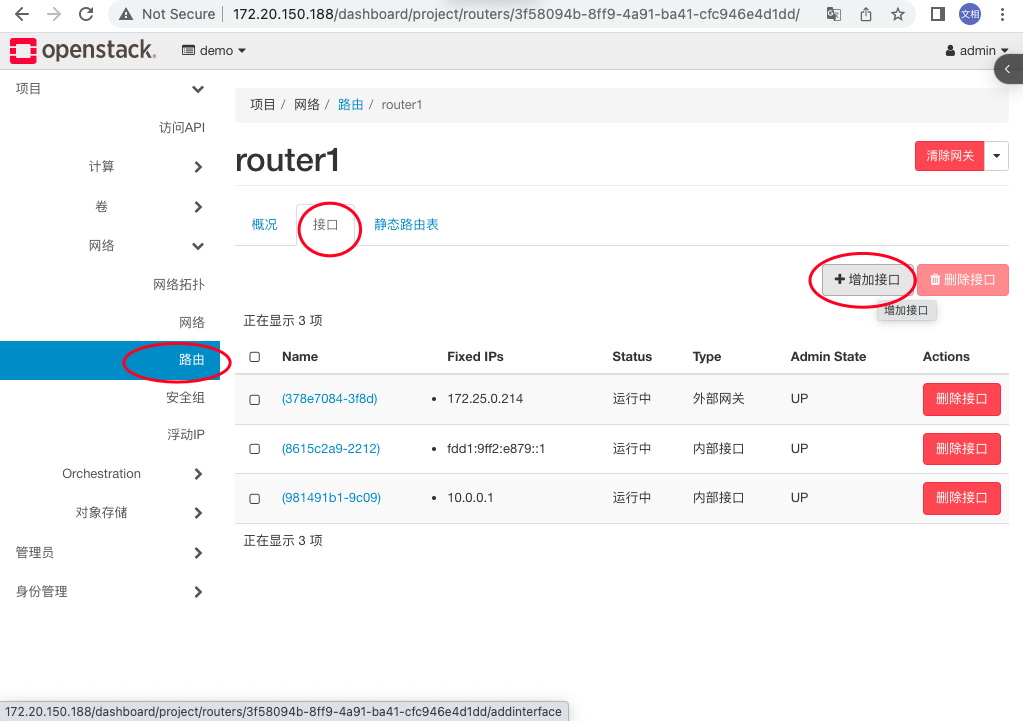 Not Secure 172.20.150.188/dashboard/project/routers/3f58094b-8ff9-4a91-ba41-cfc946e4d1dd/ 文相
openstack. demo admin
项目
访问API
计算
卷
网络
网络拓扑
网络
路由
安全组
浮动IP
Orchestration
对象存储
管理员
身份管理
项目 / 网络 / 路由 / router1
router1
清除网关
概况 接口 静态路由表
增加接口 删除接口
增加接口
正在显示 3 项
Name Fixed IPs Status Type Admin State Actions
(378e7084-3f8d) • 172.25.0.214 运行中 外部网关 UP 删除接口
(8615c2a9-2212) • fdd1:9ff2:e879::1 运行中 内部接口 UP 删除接口
(981491b1-9c09) • 10.0.0.1 运行中 内部接口 UP 删除接口
正在显示 3 项
172.20.150.188/dashboard/project/routers/3f58094b-8ff9-4a91-ba41-cfc946e4d1dd/addinterface